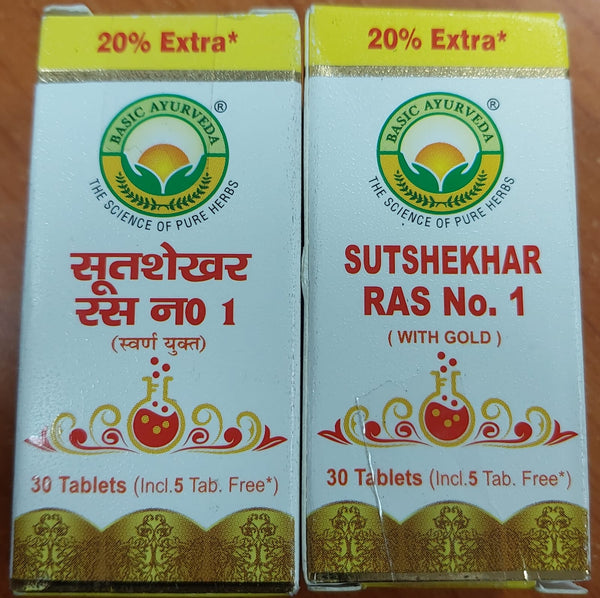 20% Extra*
BASIC AYURVEDA ®
THE SCIENCE OF PURE HERBS
सूतशेखर
रस न0 1
(स्वर्ण युक्त)
30 Tablets (Incl.5 Tab. Free*)
20% Extra*
BASIC AYURVEDA ®
THE SCIENCE OF PURE HERBS
SUTSHEKHAR
RAS No. 1
( WITH GOLD )
30 Tablets (Incl.5 Tab. Free*)